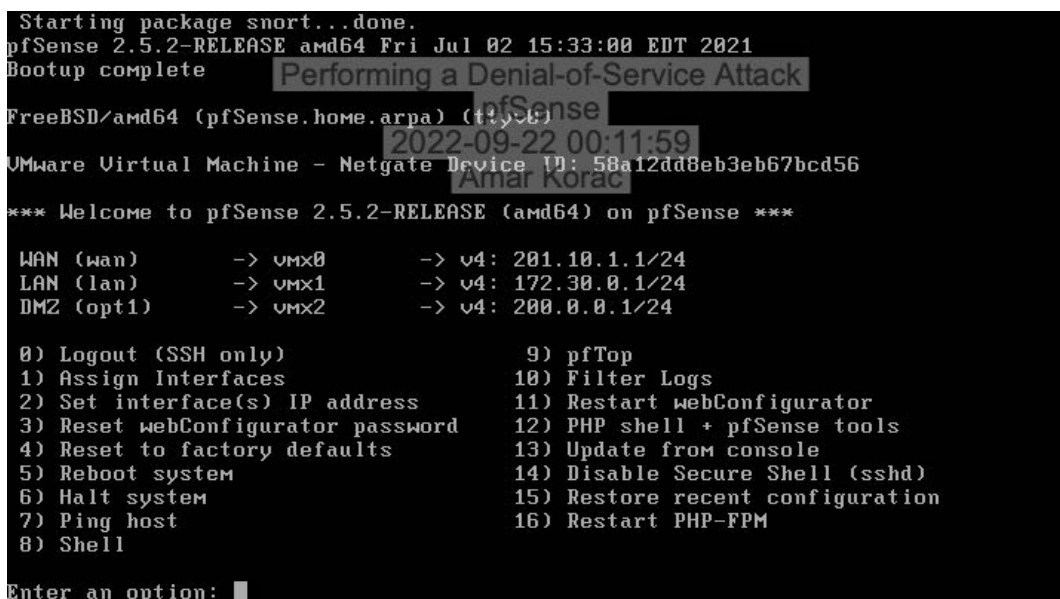 Starting package snort...done.
pfSense 2.5.2-RELEASE amd64 Fri Jul 02 15:33:00 EDT 2021
Bootup complete
Performing a Denial-of-Service Attack
pfSense
FreeBSD/amd64 (pfSense.home.arpa) (ttyv0)
2022-09-22 00:11:59
VMware Virtual Machine - Netgate Device ID: 58a12dd8eb3eb67bcd56
Amar Korac
*** Welcome to pfSense 2.5.2-RELEASE (amd64) on pfSense ***
WAN (wan) -> vmx0 -> v4: 201.10.1.1/24
LAN (lan) -> vmx1 -> v4: 172.30.0.1/24
DMZ (opt1) -> vmx2 -> v4: 200.0.0.1/24
0) Logout (SSH only) 9) pfTop
1) Assign Interfaces 10) Filter Logs
2) Set interface(s) IP address 11) Restart webConfigurator
3) Reset webConfigurator password 12) PHP shell + pfSense tools
4) Reset to factory defaults 13) Update from console
5) Reboot system 14) Disable Secure Shell (sshd)
6) Halt system 15) Restore recent configuration
7) Ping host 16) Restart PHP-FPM
8) Shell
Enter an option: